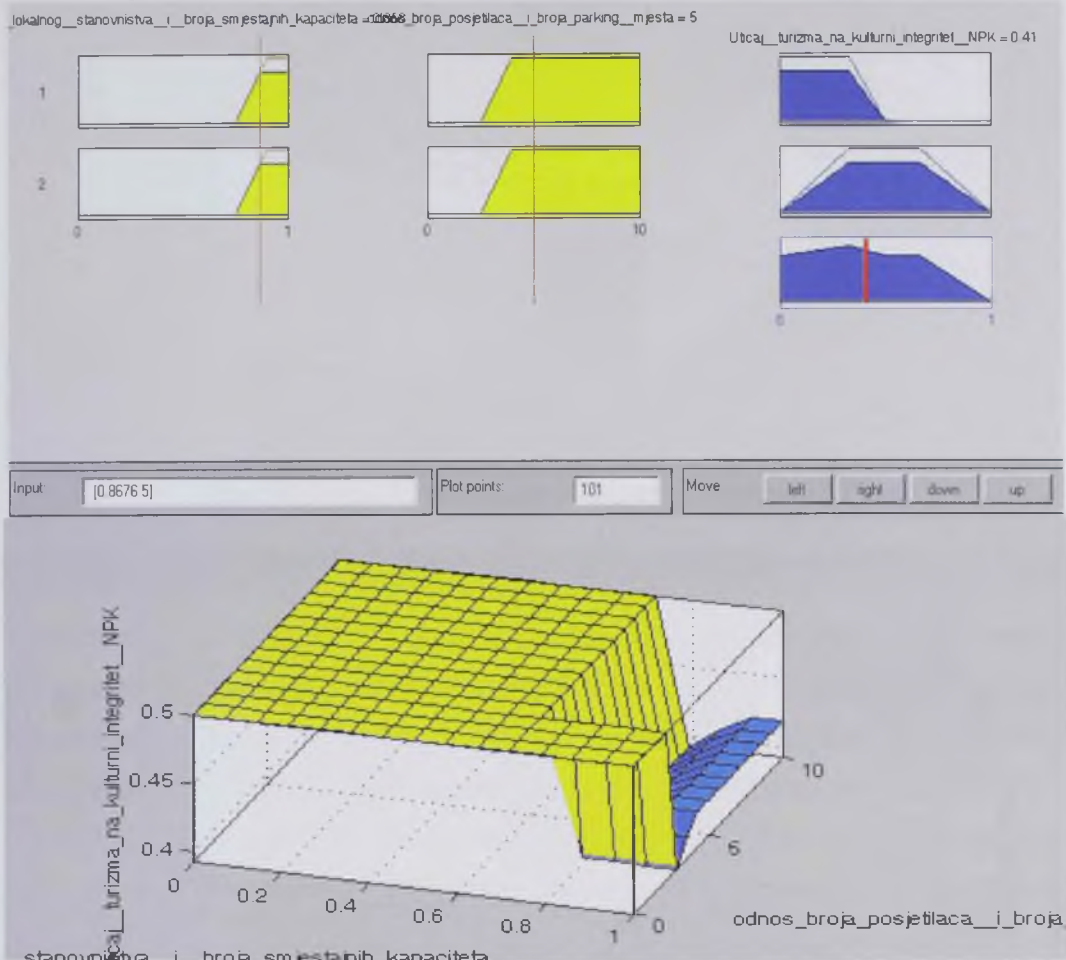 lokalnog__stanovnistva__i__broja_smjestajnih_kapaciteta = broja_posjetilaca__i_broja_parking__mjesta = 5
Uticaj__turizma_na_kulturni_integritet__NPK = 0.41
1
2
0 1 0 10
0 1
Input: [0.8676 5] Plot points: 101 Move left right down up
turizma_na_kulturni_integritet__NPK
0.5
0.45
0.4
0 0.2 0.4 0.6 0.8 1
0 5 10
odnos_broja_posjetilaca__i_broja
stanovnistva__i__broja_smjestajnih_kapaciteta